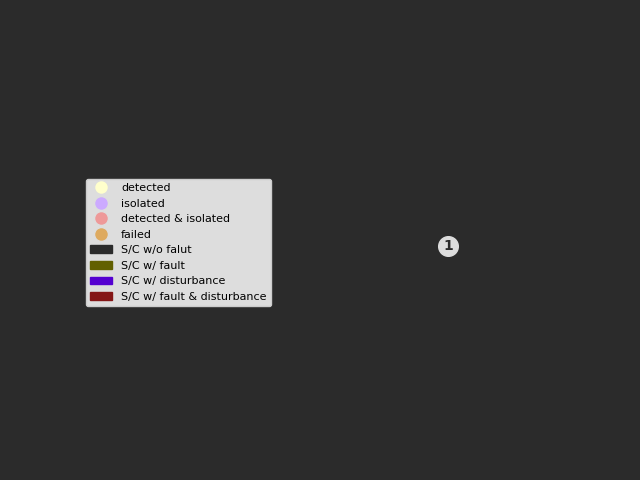 detected
isolated
detected & isolated
failed
S/C w/o falut
S/C w/ fault
S/C w/ disturbance
S/C w/ fault & disturbance
1